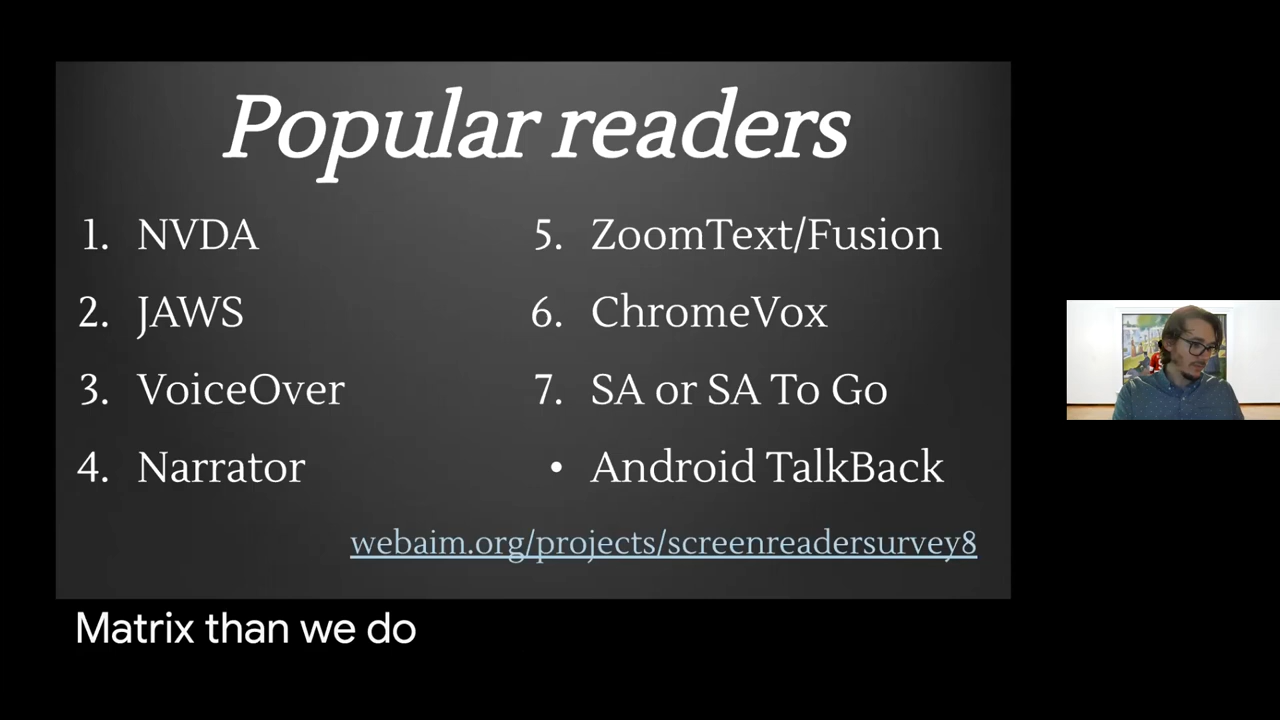 Popular readers
1. NVDA
2. JAWS
3. VoiceOver
4. Narrator
5. ZoomText/Fusion
6. ChromeVox
7. SA or SA To Go
• Android TalkBack
webaim.org/projects/screenreadersurvey8
Matrix than we do